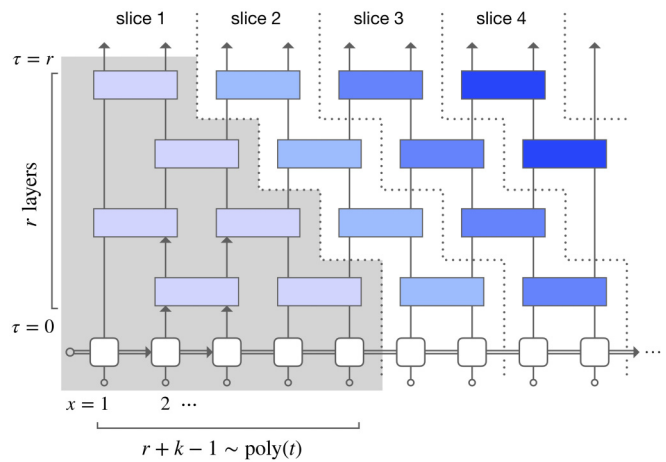 slice 1 slice 2 slice 3 slice 4
τ = r
r layers
τ = 0
...
x = 1 2 ...
r + k − 1 ∼ poly(t)